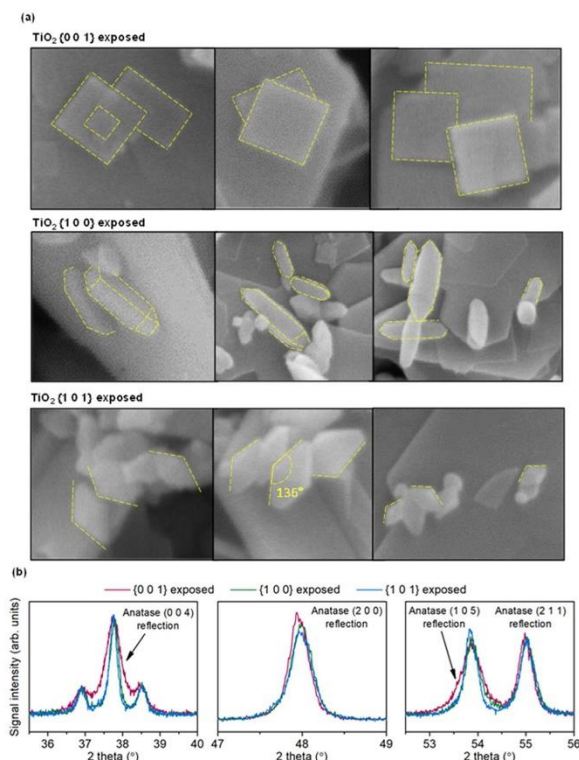 (a)
TiO2 {0 0 1} exposed
TiO2 {1 0 0} exposed
TiO2 {1 0 1} exposed
136°
(b)
{0 0 1} exposed {1 0 0} exposed {1 0 1} exposed
Signal intensity (arb. units)
Anatase (0 0 4)
reflection
36 37 38 39 40
2 theta (°)
Anatase (2 0 0)
reflection
47 48 49
2 theta (°)
Anatase (1 0 5) Anatase (2 1 1)
reflection reflection
53 54 55 56
2 theta (°)